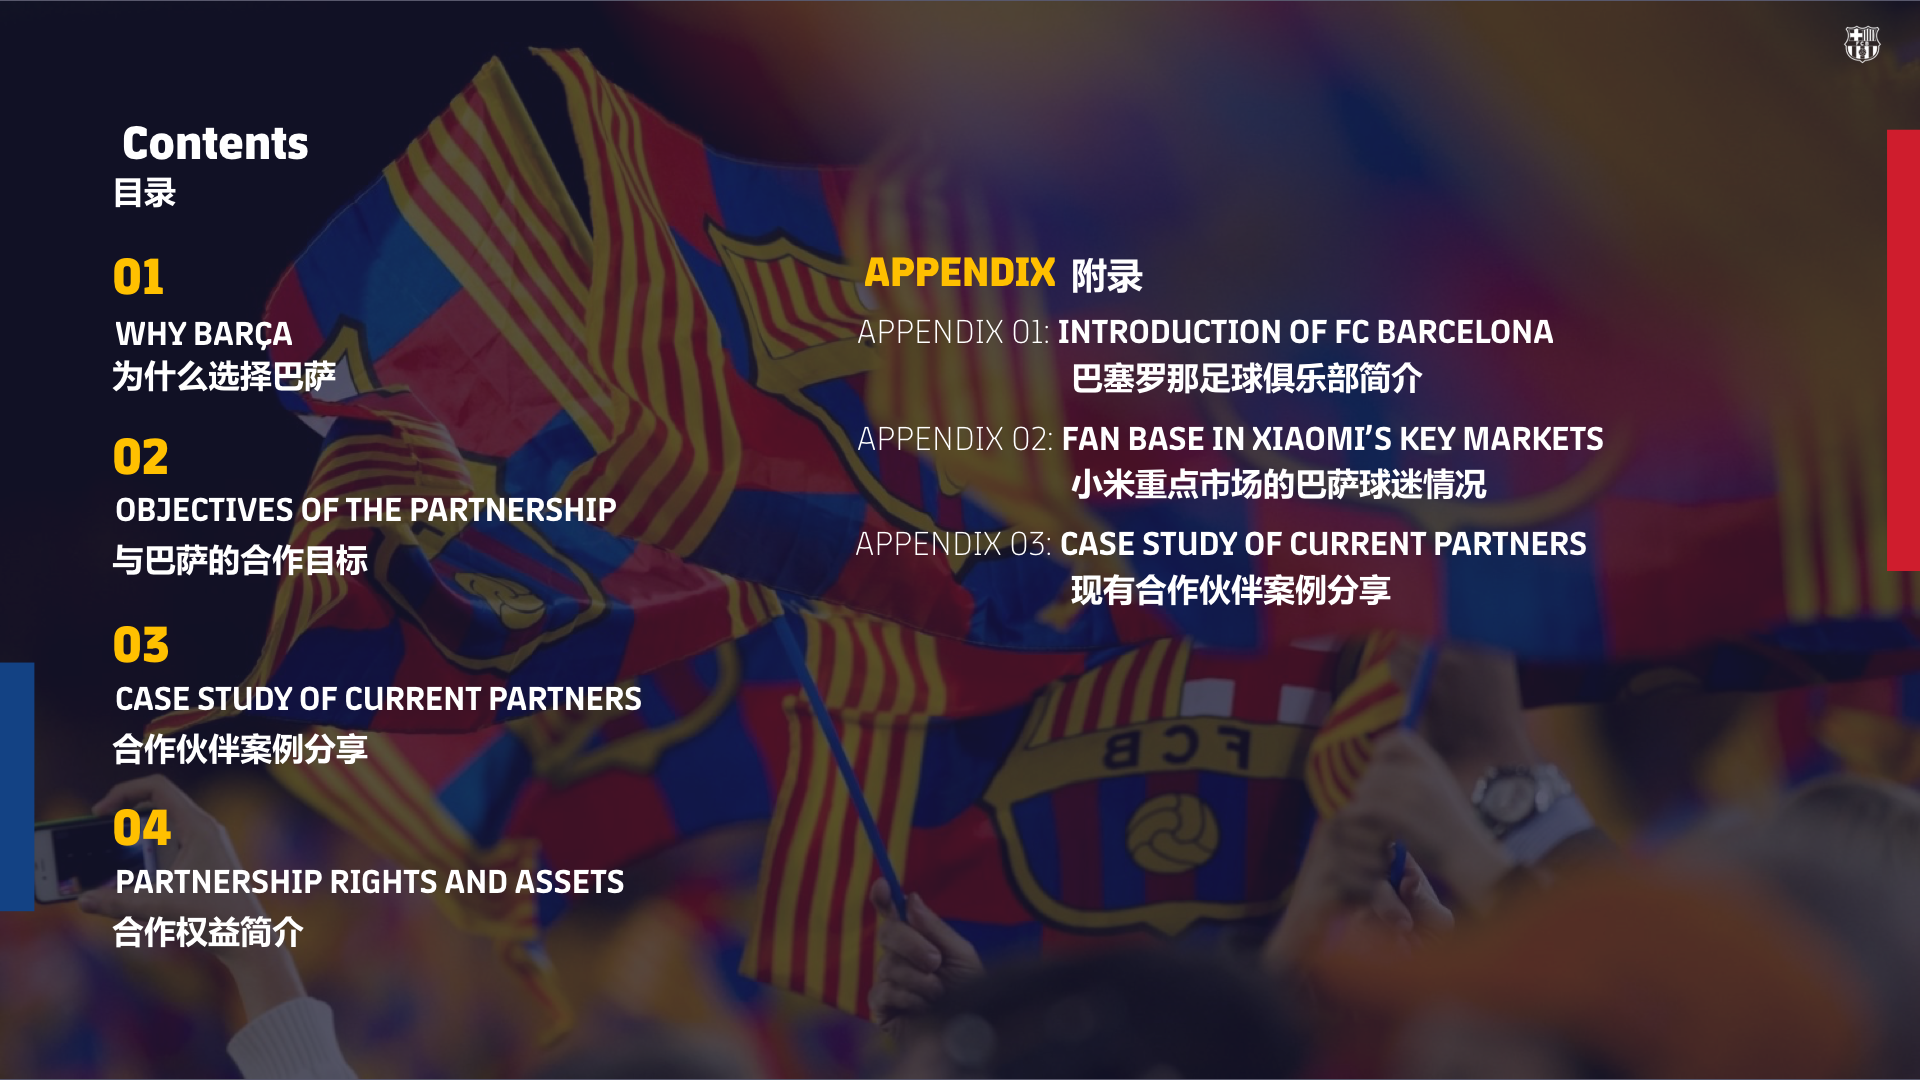 Contents
目录
01
WHY BARÇA
为什么选择巴萨
02
OBJECTIVES OF THE PARTNERSHIP
与巴萨的合作目标
03
CASE STUDY OF CURRENT PARTNERS
合作伙伴案例分享
04
PARTNERSHIP RIGHTS AND ASSETS
合作权益简介
APPENDIX 附录
APPENDIX 01: INTRODUCTION OF FC BARCELONA
巴塞罗那足球俱乐部简介
APPENDIX 02: FAN BASE IN XIAOMI’S KEY MARKETS
小米重点市场的巴萨球迷情况
APPENDIX 03: CASE STUDY OF CURRENT PARTNERS
现有合作伙伴案例分享
FCB